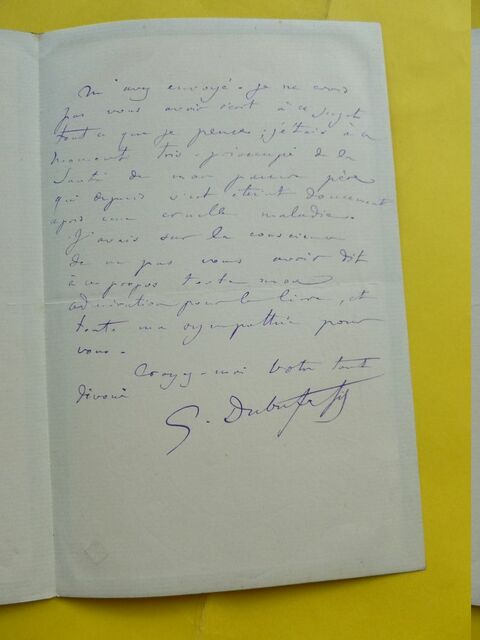 m'avez envoyé. Je ne crois
pas vous avoir écrit à ce sujet
tout ce que je pense ; j'étais à ce
moment très préoccupé de la
santé de mon pauvre père
qui depuis s'est éteint doucement
après une cruelle maladie.
J'avais sur la conscience
de ne pas vous avoir dit
à ce propos toute mon
admiration pour le livre, et
toute ma sympathie pour
vous.
Croyez-moi votre tout
dévoué
G. Dubufe fils